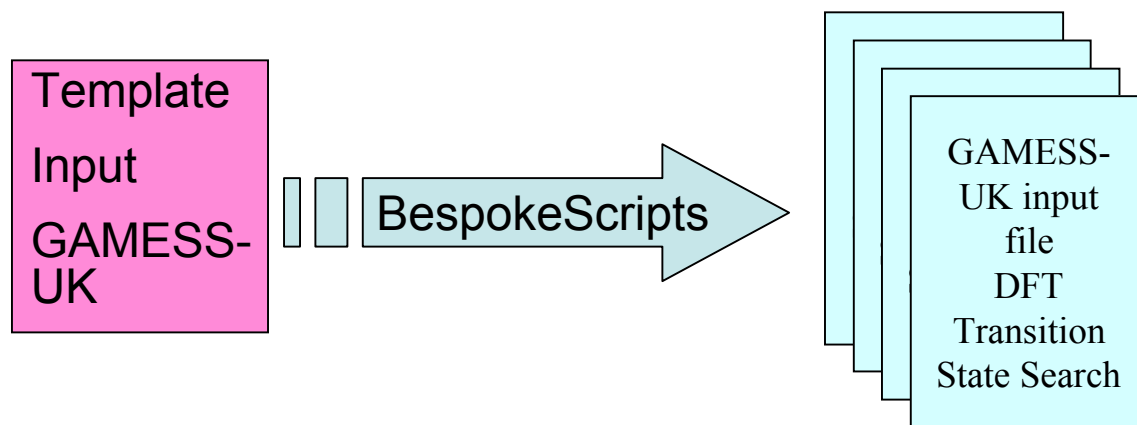 Template
Input
GAMESS-
UK
BespokeScripts
GAMESS-
UK input
file
DFT
Transition
State Search